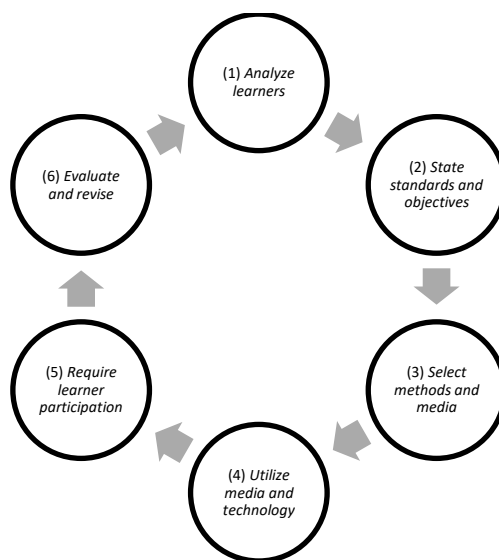 (1) Analyze
learners
(2) State
standards and
objectives
(3) Select
methods and
media
(4) Utilize
media and
technology
(5) Require
learner
participation
(6) Evaluate
and revise